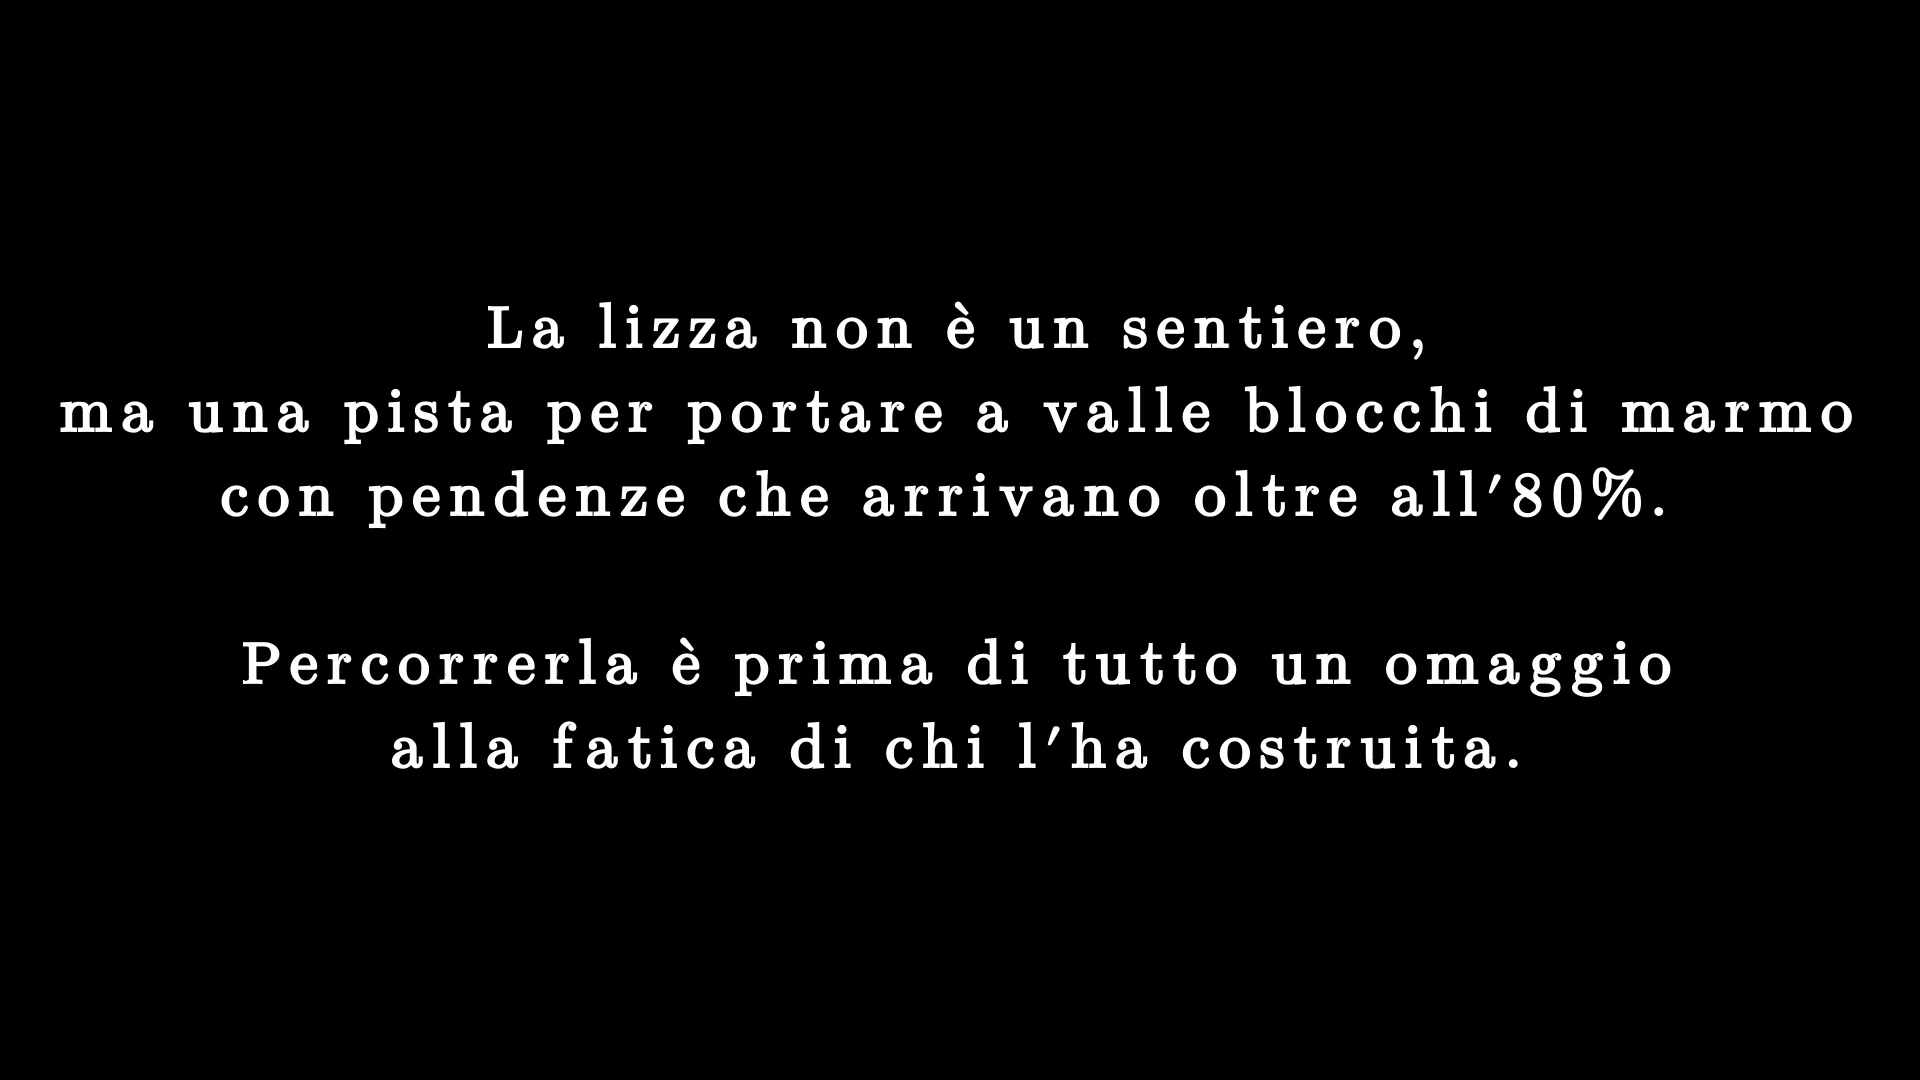 La lizza non è un sentiero,
ma una pista per portare a valle blocchi di marmo
con pendenze che arrivano oltre all'80%.
Percorrerla è prima di tutto un omaggio
alla fatica di chi l'ha costruita.